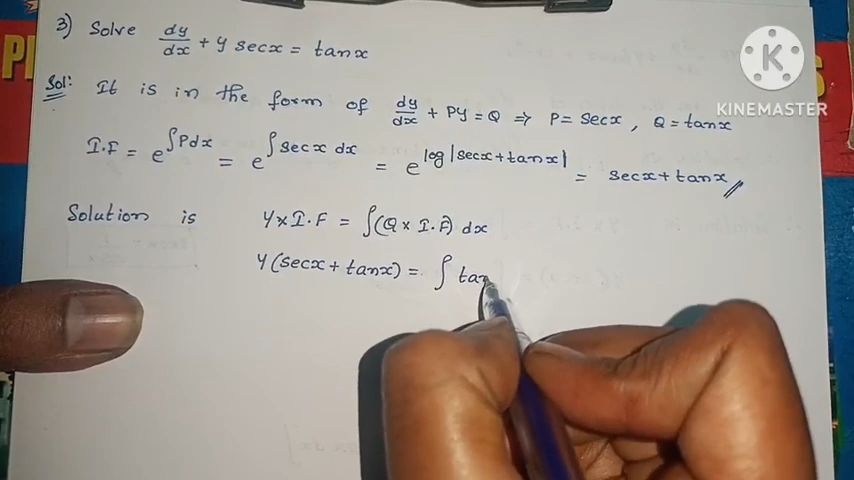 3) Solve dy/dx + y secx = tanx
Sol: It is in the form of dy/dx + Py = Q ⇒ P = secx, Q = tanx
I.F = e^∫Pdx = e^∫secx dx = e^log|secx+tanx| = secx+tanx //
Solution is y × I.F = ∫(Q × I.F) dx
y(secx + tanx) = ∫ tan
K
KINEMASTER